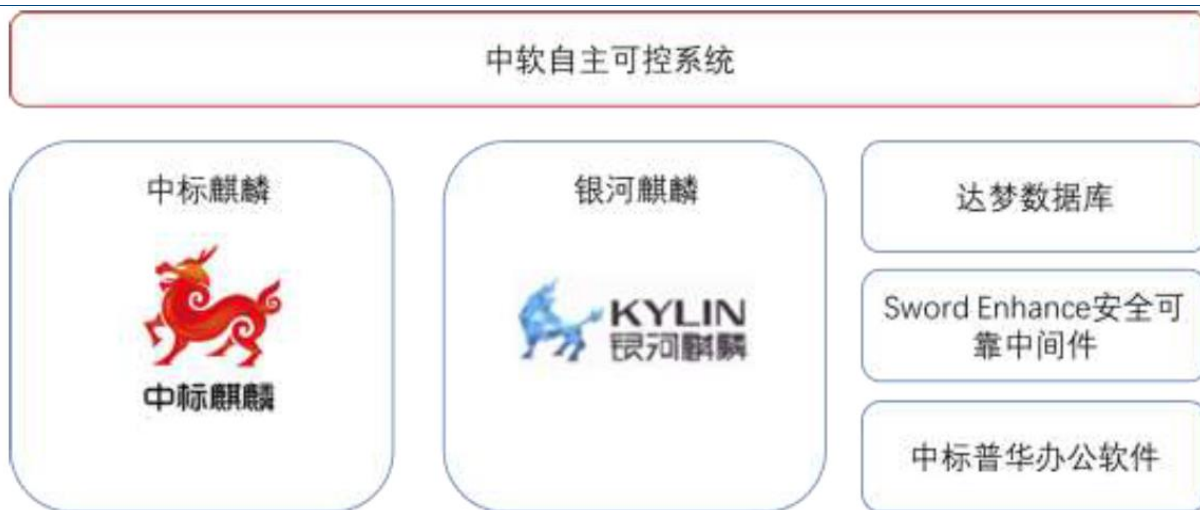 中软自主可控系统
中标麒麟
中标麒麟
银河麒麟
KYLIN
银河麒麟
达梦数据库
Sword Enhance安全可
靠中间件
中标普华办公软件